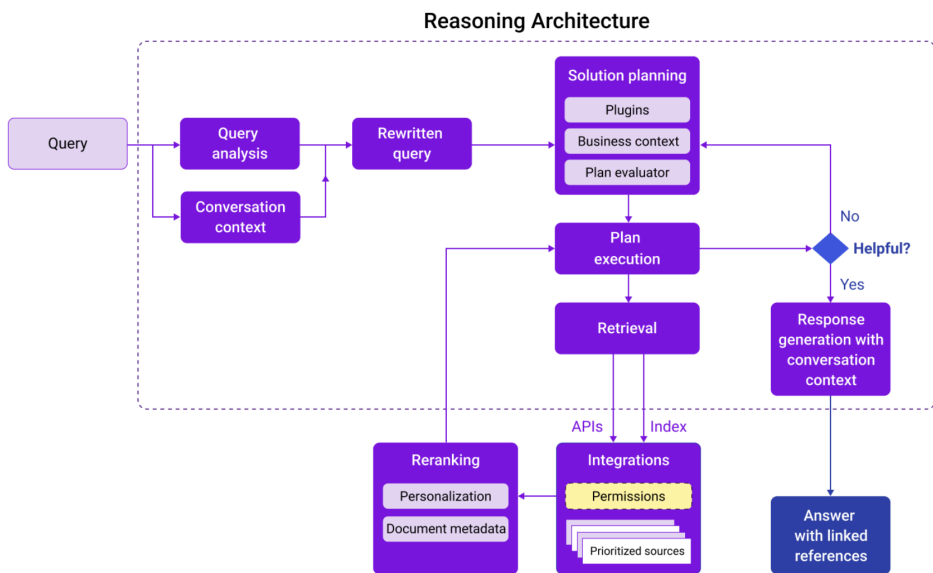 Reasoning Architecture
Query
Query
analysis
Conversation
context
Rewritten
query
Solution planning
Plugins
Business context
Plan evaluator
Plan
execution
Retrieval
No
Helpful?
Yes
Response
generation with
conversation
context
APIs
Index
Reranking
Personalization
Document metadata
Integrations
Permissions
Prioritized sources
Answer
with linked
references